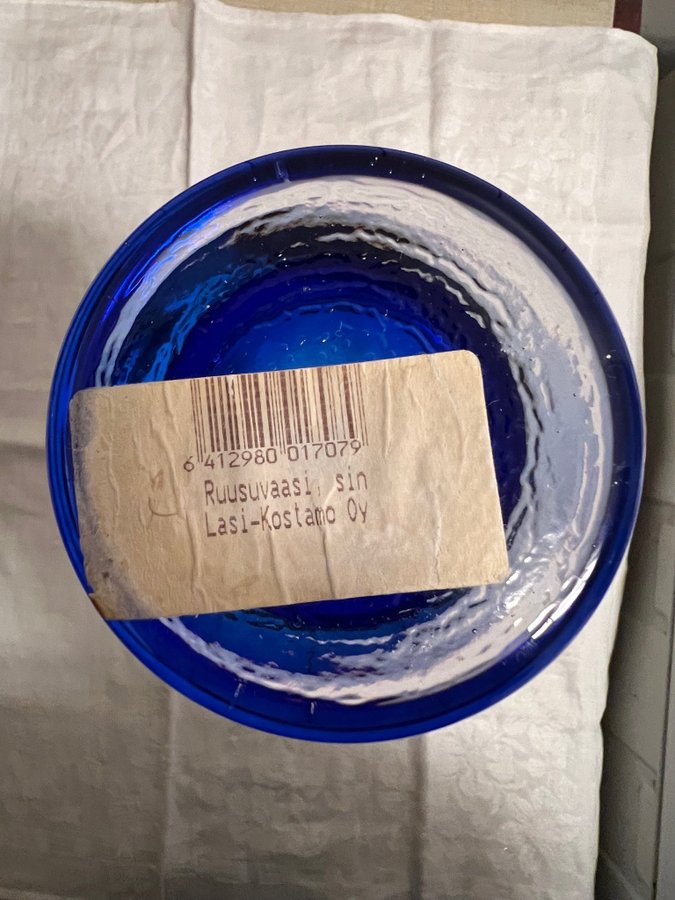 6 412980 017079
Ruusuvaasi, sin
Lasi-Kostamo Oy